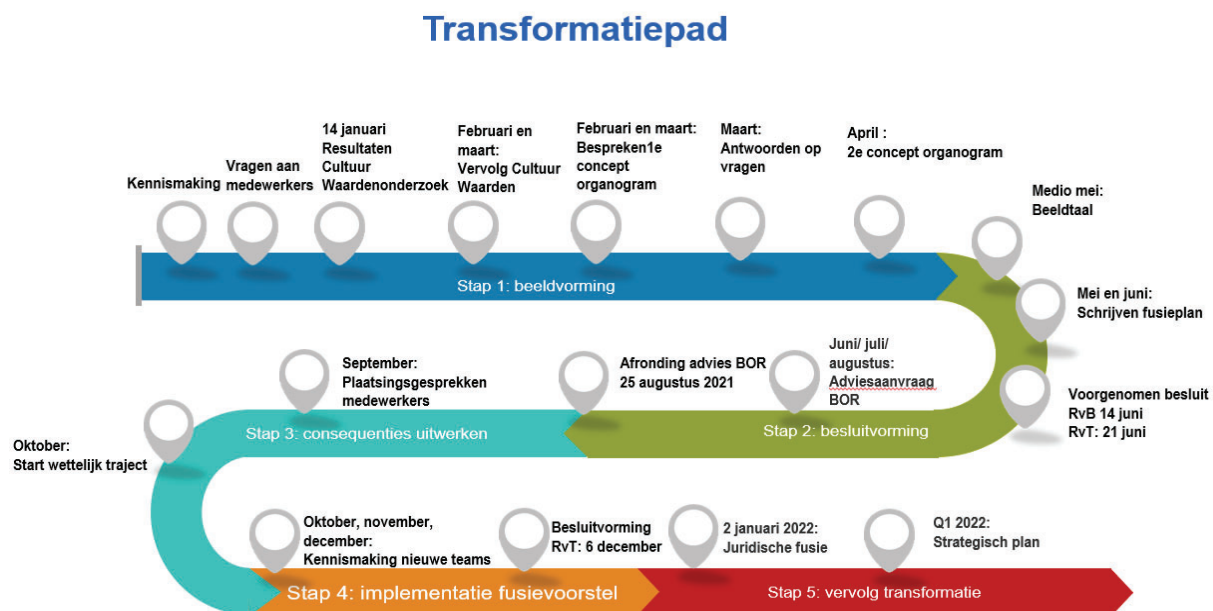 Transformatiepad
Kennismaking
Vragen aan
medewerkers
14 januari
Resultaten
Cultuur
Waardenonderzoek
Februari en
maart:
Vervolg Cultuur
Waarden
Februari en maart:
Bespreken1e
concept
organogram
Maart:
Antwoorden op
vragen
April :
2e concept organogram
Stap 1: beeldvorming
Medio mei:
Beeldtaal
Mei en juni:
Schrijven fusieplan
Voorgenomen besluit
RvB 14 juni
RvT: 21 juni
Juni/ juli/
augustus:
Adviesaanvraag
BOR
Stap 2: besluitvorming
Afronding advies BOR
25 augustus 2021
September:
Plaatsingsgesprekken
medewerkers
Stap 3: consequenties uitwerken
Oktober:
Start wettelijk traject
Oktober, november,
december:
Kennismaking nieuwe teams
Besluitvorming
RvT: 6 december
Stap 4: implementatie fusievoorstel
2 januari 2022:
Juridische fusie
Q1 2022:
Strategisch plan
Stap 5: vervolg transformatie